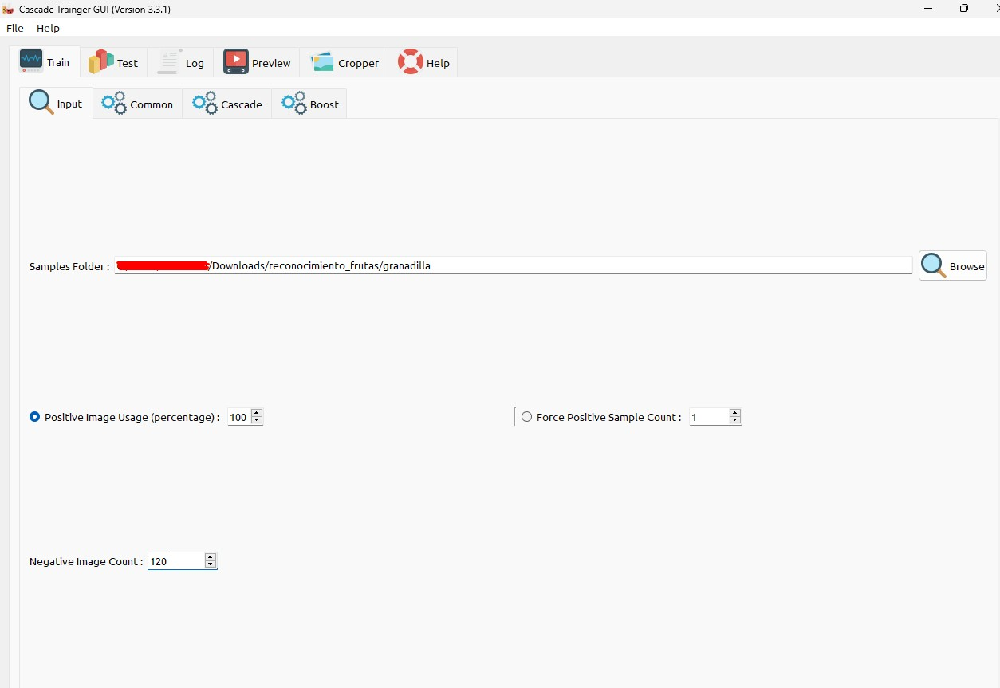 Cascade Trainger GUI (Version 3.3.1)
File Help
Train Test Log Preview Cropper Help
Input Common Cascade Boost
Samples Folder : /Downloads/reconocimiento_frutas/granadilla Browse
Positive Image Usage (percentage) : 100 Force Positive Sample Count : 1
Negative Image Count : 120